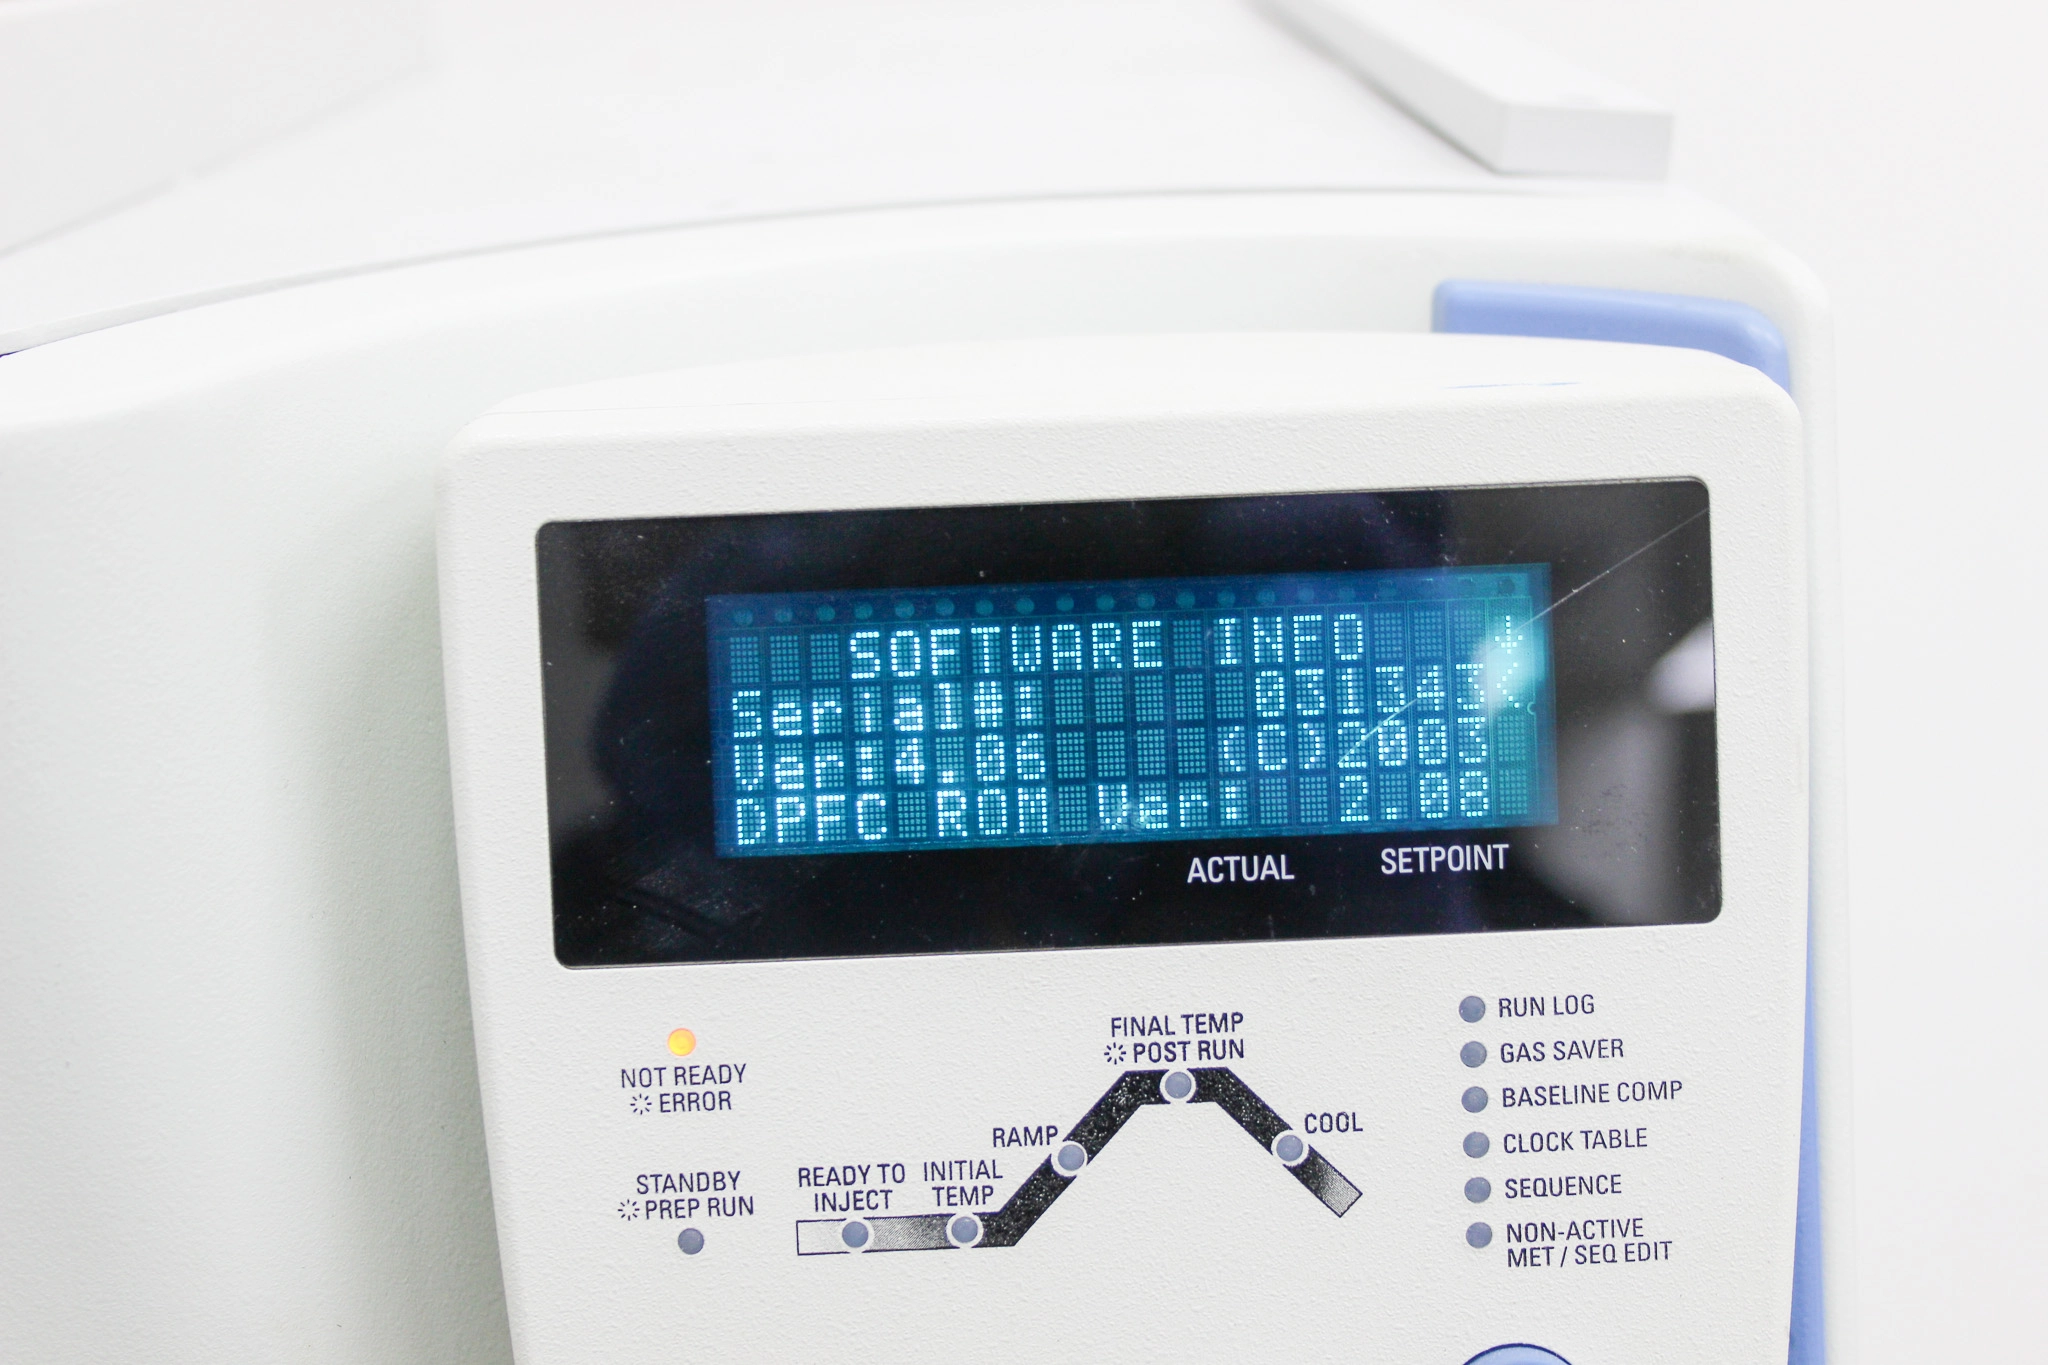 SOFTWARE INFO ↓
Serial#: 031343 <
Ver:4.06 (C)2003
DPFC ROM Ver: 2.08
ACTUAL SETPOINT
NOT READY
ERROR
STANDBY
PREP RUN
READY TO
INJECT
INITIAL
TEMP
RAMP
FINAL TEMP
POST RUN
COOL
RUN LOG
GAS SAVER
BASELINE COMP
CLOCK TABLE
SEQUENCE
NON-ACTIVE
MET / SEQ EDIT